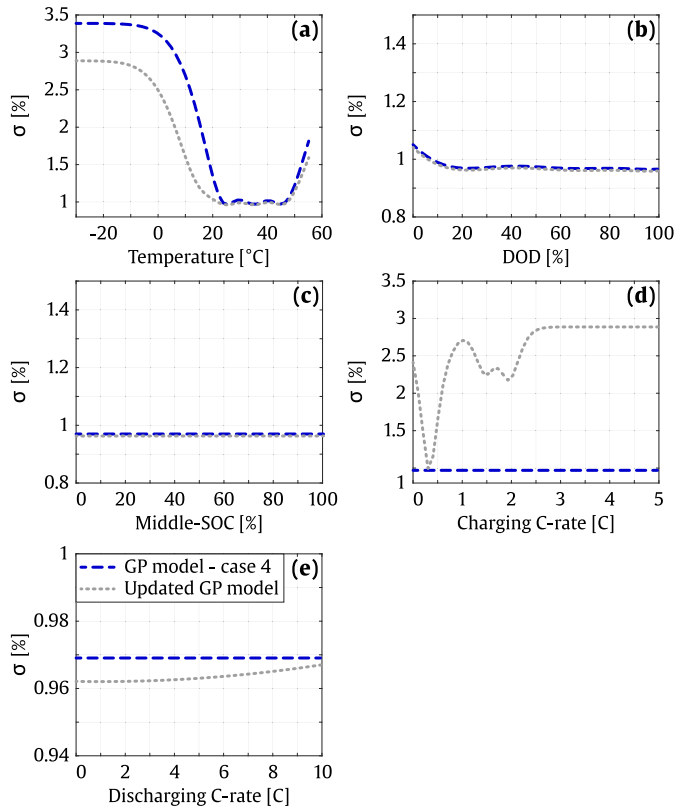 (a)
3.5
3
2.5
2
1.5
1
σ [%]
-20 0 20 40 60
Temperature [°C]
(b)
1.4
1.2
1
0.8
σ [%]
0 20 40 60 80 100
DOD [%]
(c)
1.4
1.2
1
0.8
σ [%]
0 20 40 60 80 100
Middle-SOC [%]
(d)
3.5
3
2.5
2
1.5
1
σ [%]
0 1 2 3 4 5
Charging C-rate [C]
(e)
GP model - case 4
Updated GP model
1
0.98
0.96
0.94
σ [%]
0 2 4 6 8 10
Discharging C-rate [C]